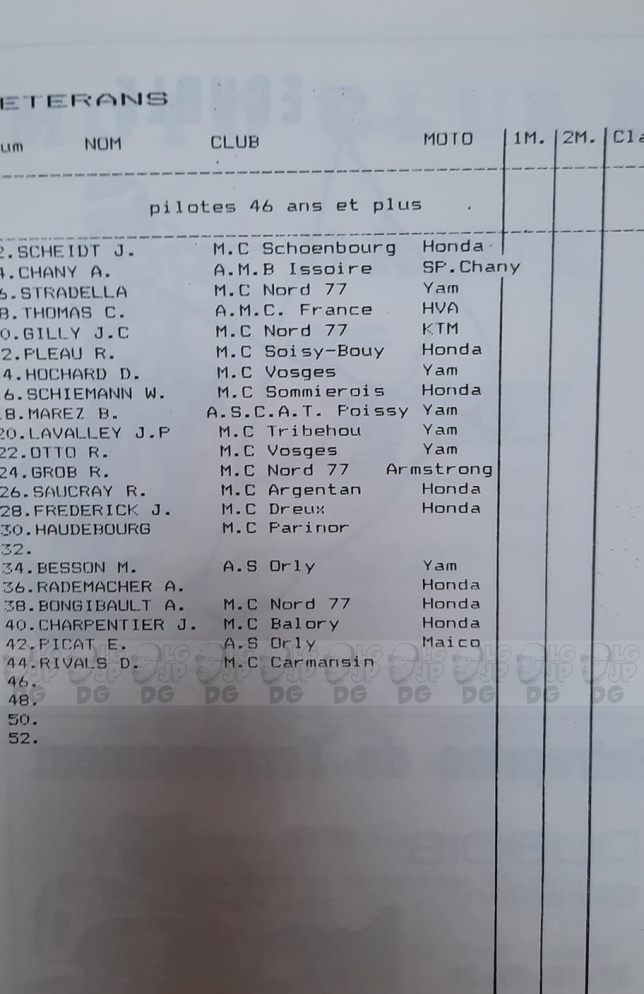 ETERANS
um NOM CLUB MOTO 1M. 2M. Cla
pilotes 46 ans et plus
2.SCHEIDT J. M.C Schoenbourg Honda
4.CHANY A. A.M.B Issoire SP.Chany
6.STRADELLA M.C Nord 77 Yam
8.THOMAS C. A.M.C. France HVA
0.GILLY J.C M.C Nord 77 KTM
2.PLEAU R. M.C Soisy-Bouy Honda
4.HOCHARD D. M.C Vosges Yam
6.SCHIEMANN W. M.C Sommierois Honda
8.MAREZ B. A.S.C.A.T. Poissy Yam
20.LAVALLEY J.P M.C Tribehou Yam
22.OTTO R. M.C Vosges Yam
24.GROB R. M.C Nord 77 Armstrong
26.SAUCRAY R. M.C Argentan Honda
28.FREDERICK J. M.C Dreux Honda
30.HAUDEBOURG M.C Parinor
32.
34.BESSON M. A.S Orly Yam
36.RADEMACHER A. Honda
38.BONGIBAULT A. M.C Nord 77 Honda
40.CHARPENTIER J. M.C Balory Honda
42.PICAT E. A.S Orly Maico
44.RIVALS D. M.C Carmansin
46.
48.
50.
52.